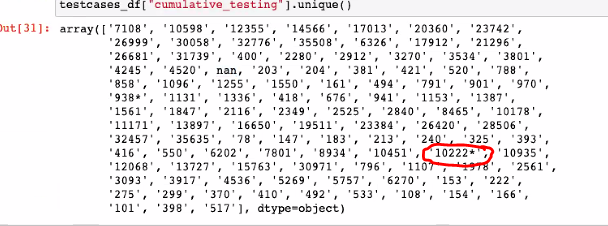 testcases_df["cumulative_testing"].unique()
Out[31]: array(['7108', '10598', '12355', '14566', '17013', '20360', '23742',
'26999', '30058', '32776', '35508', '6326', '17912', '21296',
'26681', '31739', '400', '2280', '2912', '3270', '3534', '3801',
'4245', '4520', nan, '203', '204', '381', '421', '520', '788',
'858', '1096', '1255', '1550', '161', '494', '791', '901', '970',
'938*', '1131', '1336', '418', '676', '941', '1153', '1387',
'1561', '1847', '2116', '2349', '2525', '2840', '8465', '10178',
'11171', '13897', '16650', '19511', '23384', '26420', '28506',
'32457', '35635', '78', '147', '183', '213', '240', '325', '393',
'416', '550', '6202', '7801', '8934', '10451', '10222*', '10935',
'12068', '13727', '15763', '30971', '796', '1107', '1978', '2561',
'3093', '3917', '4536', '5269', '5757', '6270', '153', '222',
'275', '299', '370', '410', '492', '533', '108', '154', '166',
'101', '398', '517'], dtype=object)